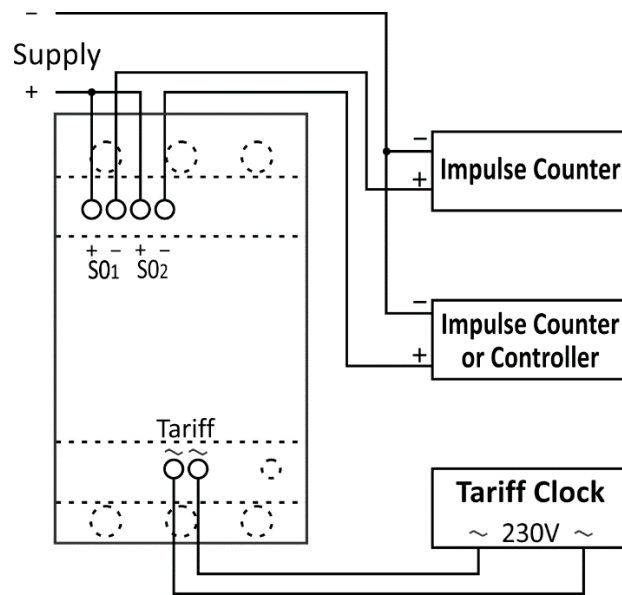 −
Supply
+
− 
Impulse Counter
+
+ − + −
S01 S02
−
Impulse Counter
or Controller
+
Tariff
~ ~
Tariff Clock
~ 230V ~